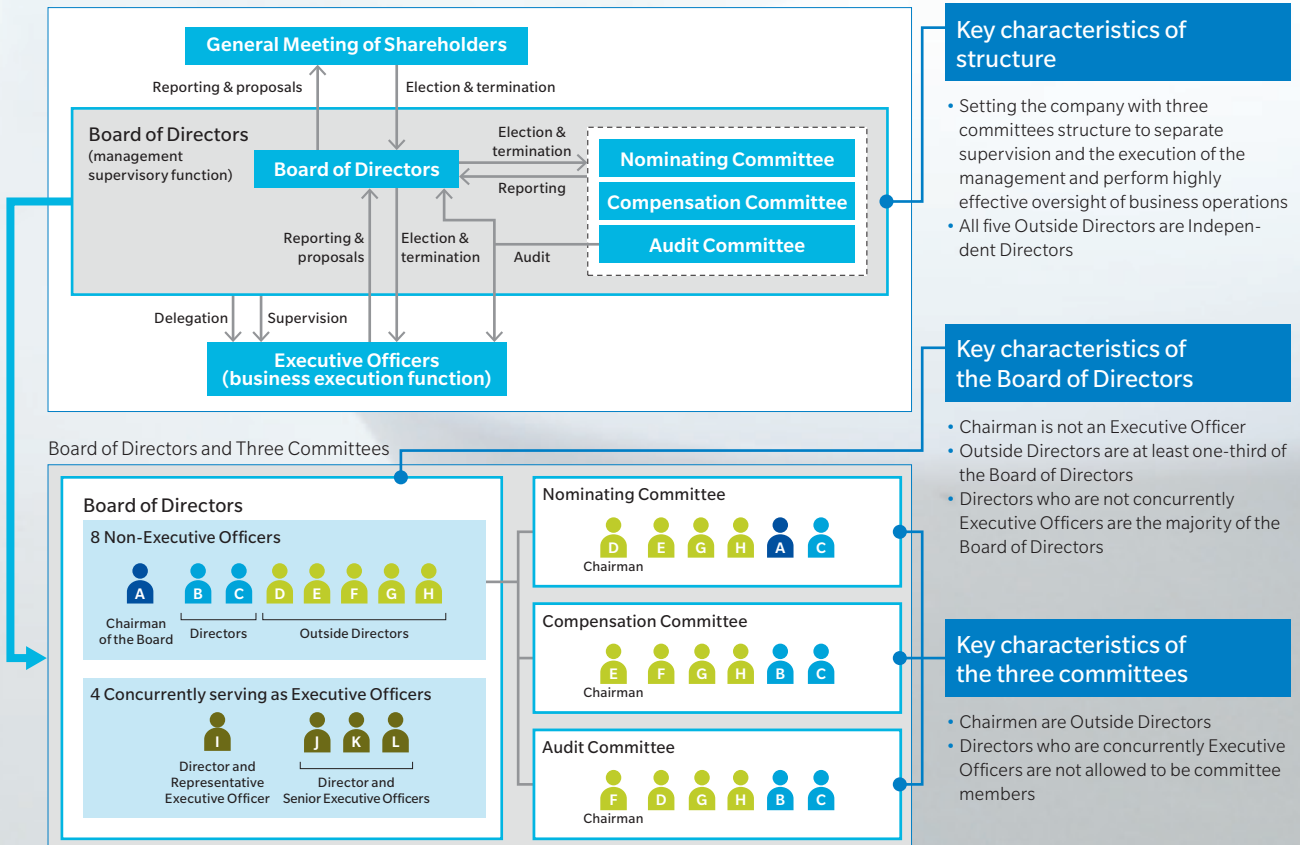 General Meeting of Shareholders
Reporting & proposals
Election & termination
Board of Directors
(management
supervisory function)
Board of Directors
Election &
termination
Reporting
Nominating Committee
Compensation Committee
Audit Committee
Reporting &
proposals
Election &
termination
Audit
Delegation
Supervision
Executive Officers
(business execution function)
Key characteristics of
structure
• Setting the company with three
committees structure to separate
supervision and the execution of the
management and perform highly
effective oversight of business operations
• All five Outside Directors are Indepen-
dent Directors
Key characteristics of
the Board of Directors
• Chairman is not an Executive Officer
• Outside Directors are at least one-third of
the Board of Directors
• Directors who are not concurrently
Executive Officers are the majority of the
Board of Directors
Key characteristics of
the three committees
• Chairmen are Outside Directors
• Directors who are concurrently Executive
Officers are not allowed to be committee
members
Board of Directors and Three Committees
Board of Directors
8 Non-Executive Officers
A B C D E F G H
Chairman
of the Board
Directors
Outside Directors
4 Concurrently serving as Executive Officers
I J K L
Director and
Representative
Executive Officer
Director and
Senior Executive Officers
Nominating Committee
D E G H A C
Chairman
Compensation Committee
E F G H B C
Chairman
Audit Committee
F D G H B C
Chairman